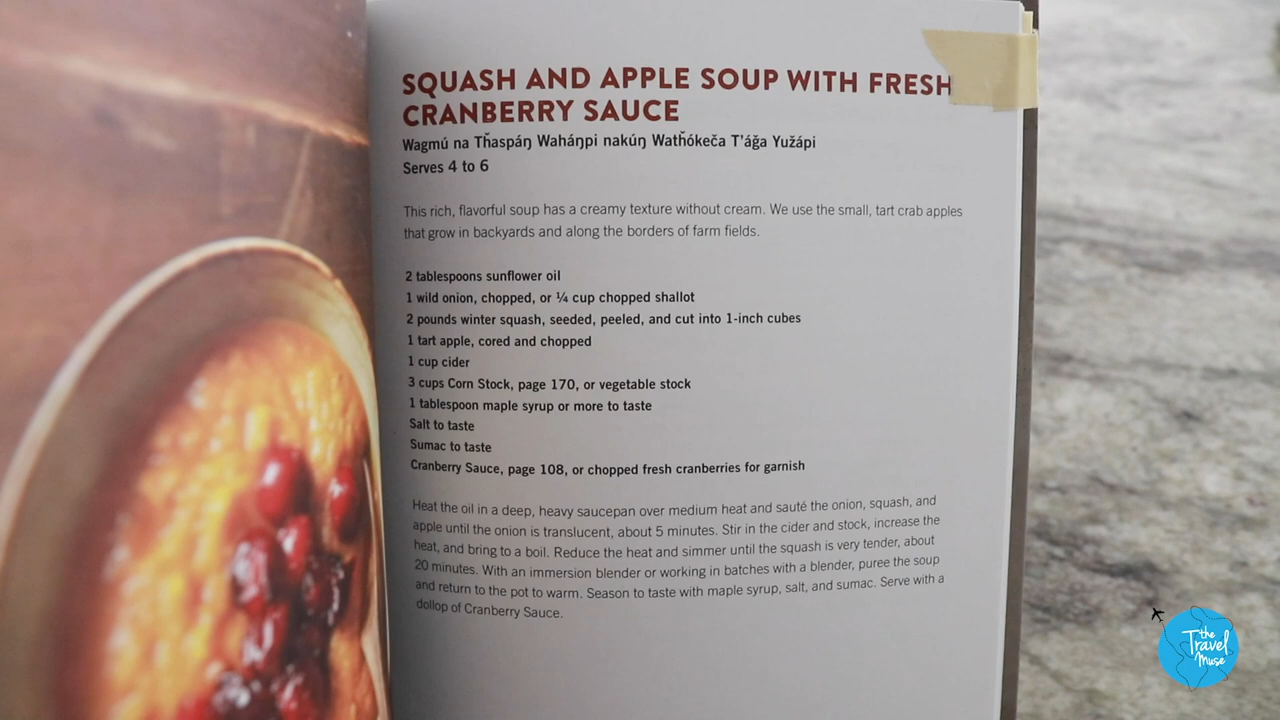 SQUASH AND APPLE SOUP WITH FRESH
CRANBERRY SAUCE
Wagmú na Tȟaspáŋ Waháŋpi nakúŋ Watȟókeča T’áǧa Yužápi
Serves 4 to 6
This rich, flavorful soup has a creamy texture without cream. We use the small, tart crab apples
that grow in backyards and along the borders of farm fields.
2 tablespoons sunflower oil
1 wild onion, chopped, or ¼ cup chopped shallot
2 pounds winter squash, seeded, peeled, and cut into 1-inch cubes
1 tart apple, cored and chopped
1 cup cider
3 cups Corn Stock, page 170, or vegetable stock
1 tablespoon maple syrup or more to taste
Salt to taste
Sumac to taste
Cranberry Sauce, page 108, or chopped fresh cranberries for garnish
Heat the oil in a deep, heavy saucepan over medium heat and sauté the onion, squash, and
apple until the onion is translucent, about 5 minutes. Stir in the cider and stock, increase the
heat, and bring to a boil. Reduce the heat and simmer until the squash is very tender, about
20 minutes. With an immersion blender or working in batches with a blender, puree the soup
and return to the pot to warm. Season to taste with maple syrup, salt, and sumac. Serve with a
dollop of Cranberry Sauce.
the
Travel
Muse